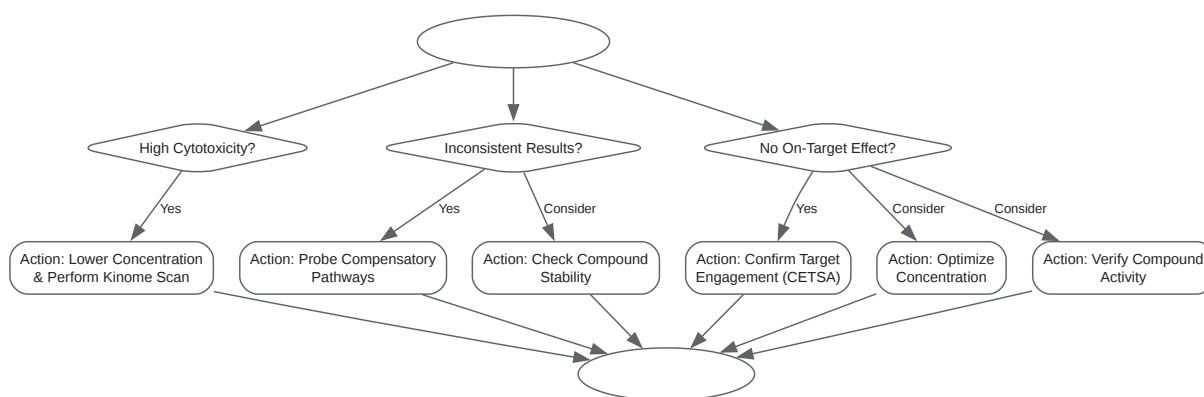 High Cytotoxicity?
Inconsistent Results?
No On-Target Effect?
Yes
Yes
Consider
Yes
Consider
Consider
Action: Lower Concentration
& Perform Kinome Scan
Action: Probe Compensatory
Pathways
Action: Check Compound
Stability
Action: Confirm Target
Engagement (CETSA)
Action: Optimize
Concentration
Action: Verify Compound
Activity